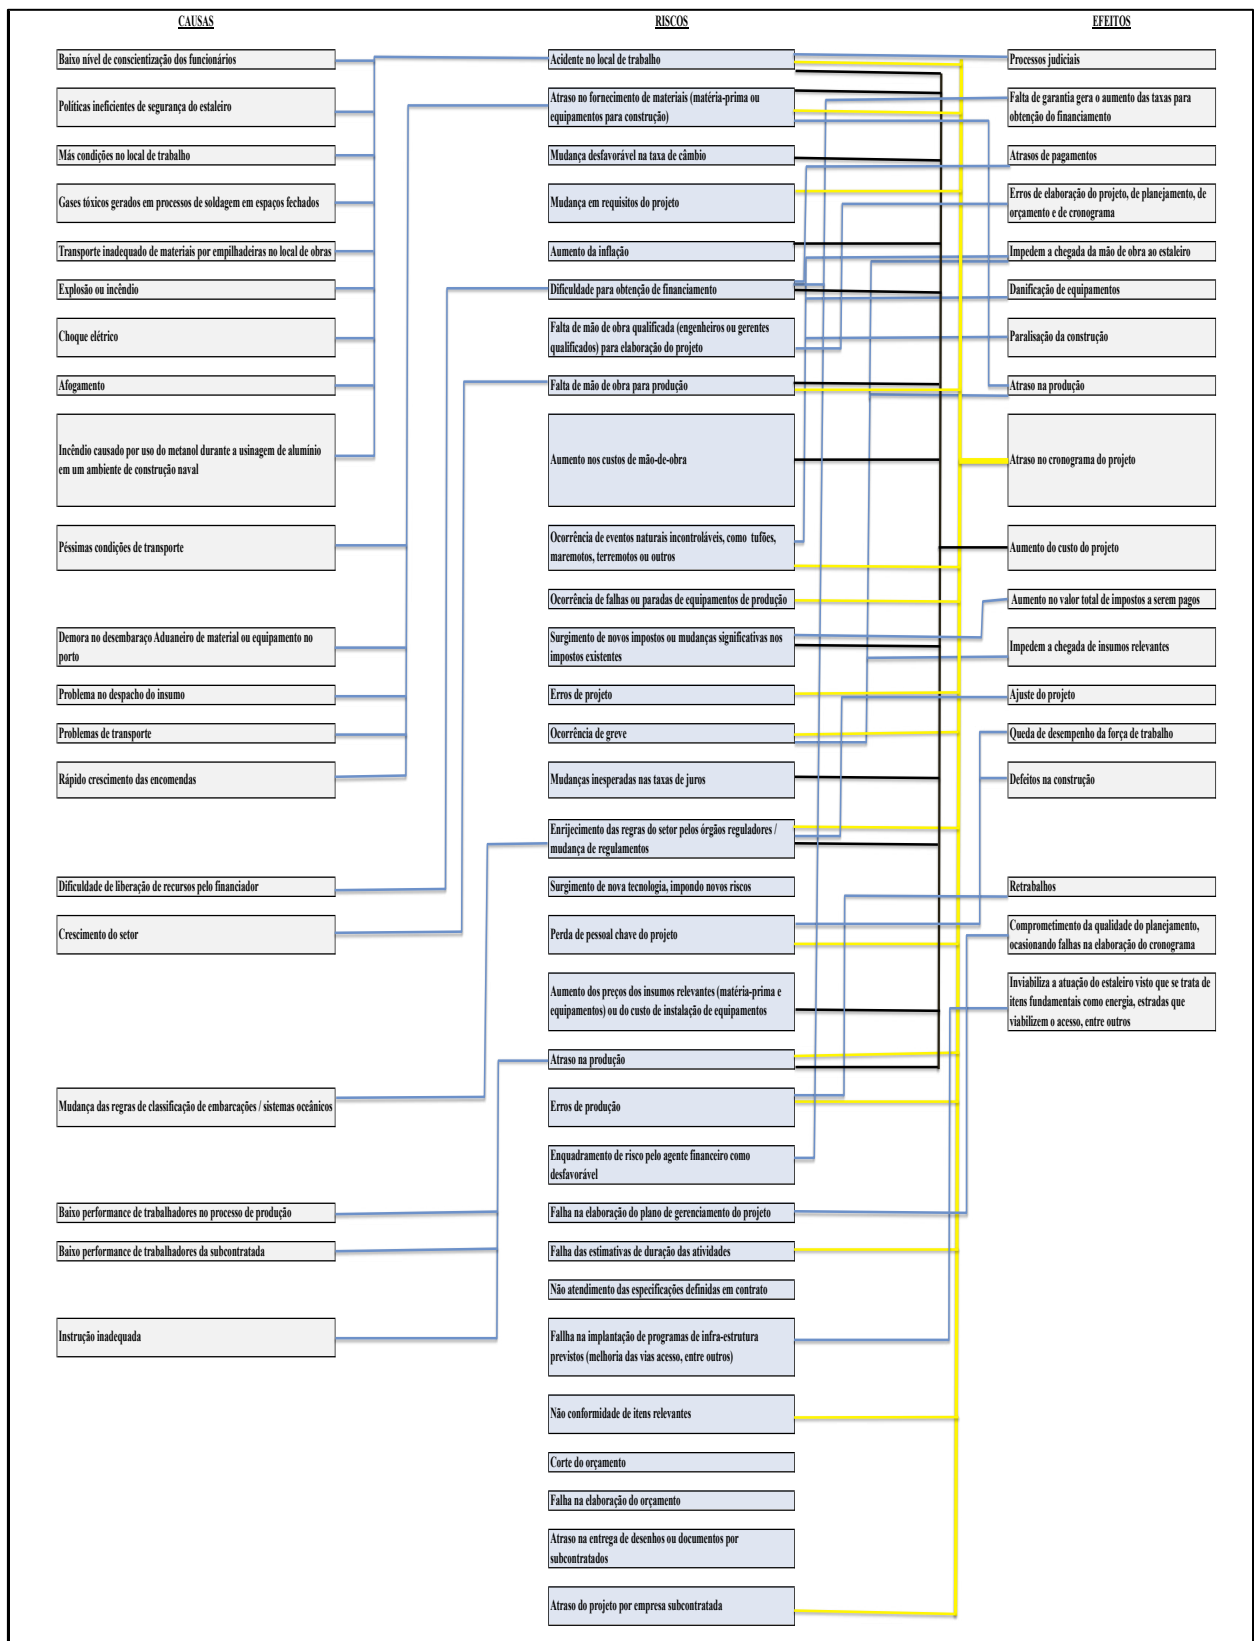 CAUSAS
Baixo nível de conscientização dos funcionários
Políticas ineficientes de segurança do estaleiro
Más condições no local de trabalho
Gases tóxicos gerados em processos de soldagem em espaços fechados
Transporte inadequado de materiais por empilhadeiras no local de obras
Explosão ou incêndio
Choque elétrico
Afogamento
Incêndio causado por uso do metanol durante a usinagem de alumínio
em um ambiente de construção naval
Péssimas condições de transporte
Demora no desembaraço Aduaneiro de material ou equipamento no
porto
Problema no despacho do insumo
Problemas de transporte
Rápido crescimento das encomendas
Dificuldade de liberação de recursos pelo financiador
Crescimento do setor
Mudança das regras de classificação de embarcações / sistemas oceânicos
Baixo performance de trabalhadores no processo de produção
Baixo performance de trabalhadores da subcontratada
Instrução inadequada
RISCOS
Acidente no local de trabalho
Atraso no fornecimento de materiais (matéria-prima ou
equipamentos para construção)
Mudança desfavorável na taxa de câmbio
Mudança em requisitos do projeto
Aumento da inflação
Dificuldade para obtenção de financiamento
Falta de mão de obra qualificada (engenheiros ou gerentes
qualificados) para elaboração do projeto
Falta de mão de obra para produção
Aumento nos custos de mão-de-obra
Ocorrência de eventos naturais incontroláveis, como tufões,
maremotos, terremotos ou outros
Ocorrência de falhas ou paradas de equipamentos de produção
Surgimento de novos impostos ou mudanças significativas nos
impostos existentes
Erros de projeto
Ocorrência de greve
Mudanças inesperadas nas taxas de juros
Enrijecimento das regras do setor pelos órgãos reguladores /
mudança de regulamentos
Surgimento de nova tecnologia, impondo novos riscos
Perda de pessoal chave do projeto
Aumento dos preços dos insumos relevantes (matéria-prima e
equipamentos) ou do custo de instalação de equipamentos
Atraso na produção
Erros de produção
Enquadramento de risco pelo agente financeiro como
desfavorável
Falha na elaboração do plano de gerenciamento do projeto
Falha das estimativas de duração das atividades
Não atendimento das especificações definidas em contrato
Fallha na implantação de programas de infra-estrutura
previstos (melhoria das vias acesso, entre outros)
Não conformidade de itens relevantes
Corte do orçamento
Falha na elaboração do orçamento
Atraso na entrega de desenhos ou documentos por
subcontratados
Atraso do projeto por empresa subcontratada
EFEITOS
Processos judiciais
Falta de garantia gera o aumento das taxas para
obtenção do financiamento
Atrasos de pagamentos
Erros de elaboração do projeto, de planejamento, de
orçamento e de cronograma
Impedem a chegada da mão de obra ao estaleiro
Danificação de equipamentos
Paralisação da construção
Atraso na produção
Atraso no cronograma do projeto
Aumento do custo do projeto
Aumento no valor total de impostos a serem pagos
Impedem a chegada de insumos relevantes
Ajuste do projeto
Queda de desempenho da força de trabalho
Defeitos na construção
Retrabalhos
Comprometimento da qualidade do planejamento,
ocasionando falhas na elaboração do cronograma
Inviabiliza a atuação do estaleiro visto que se trata de
itens fundamentais como energia, estradas que
viabilizem o acesso, entre outros